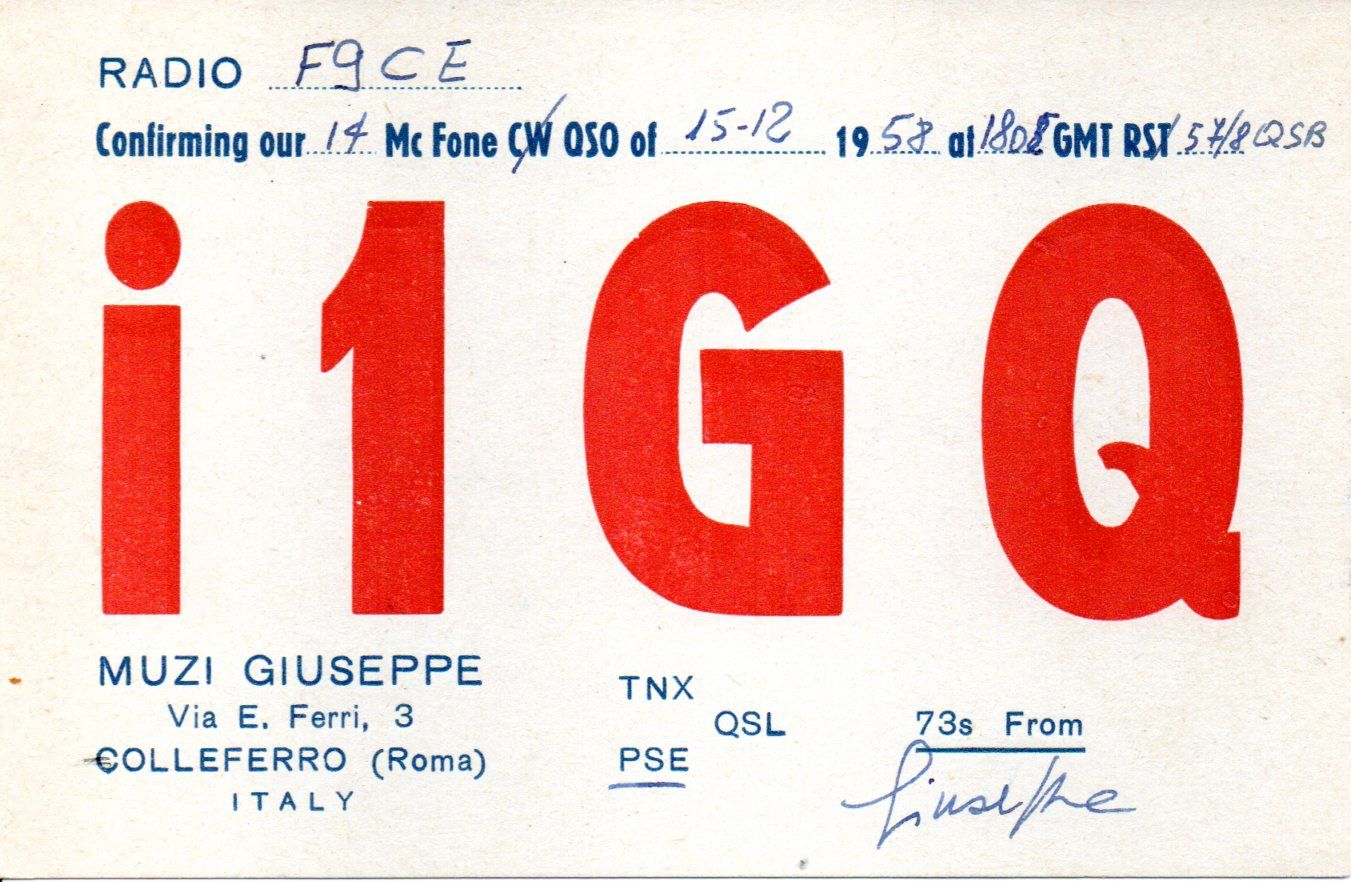 RADIO F9CE
Confirming our 14 Mc Fone CW QSO of 15-12 1958 at GMT RST 57/8 QSB
i1GQ
MUZI GIUSEPPE
Via E. Ferri, 3
COLLEFERRO (Roma)
ITALY
TNX
QSL
PSE
73s From
Giuseppe